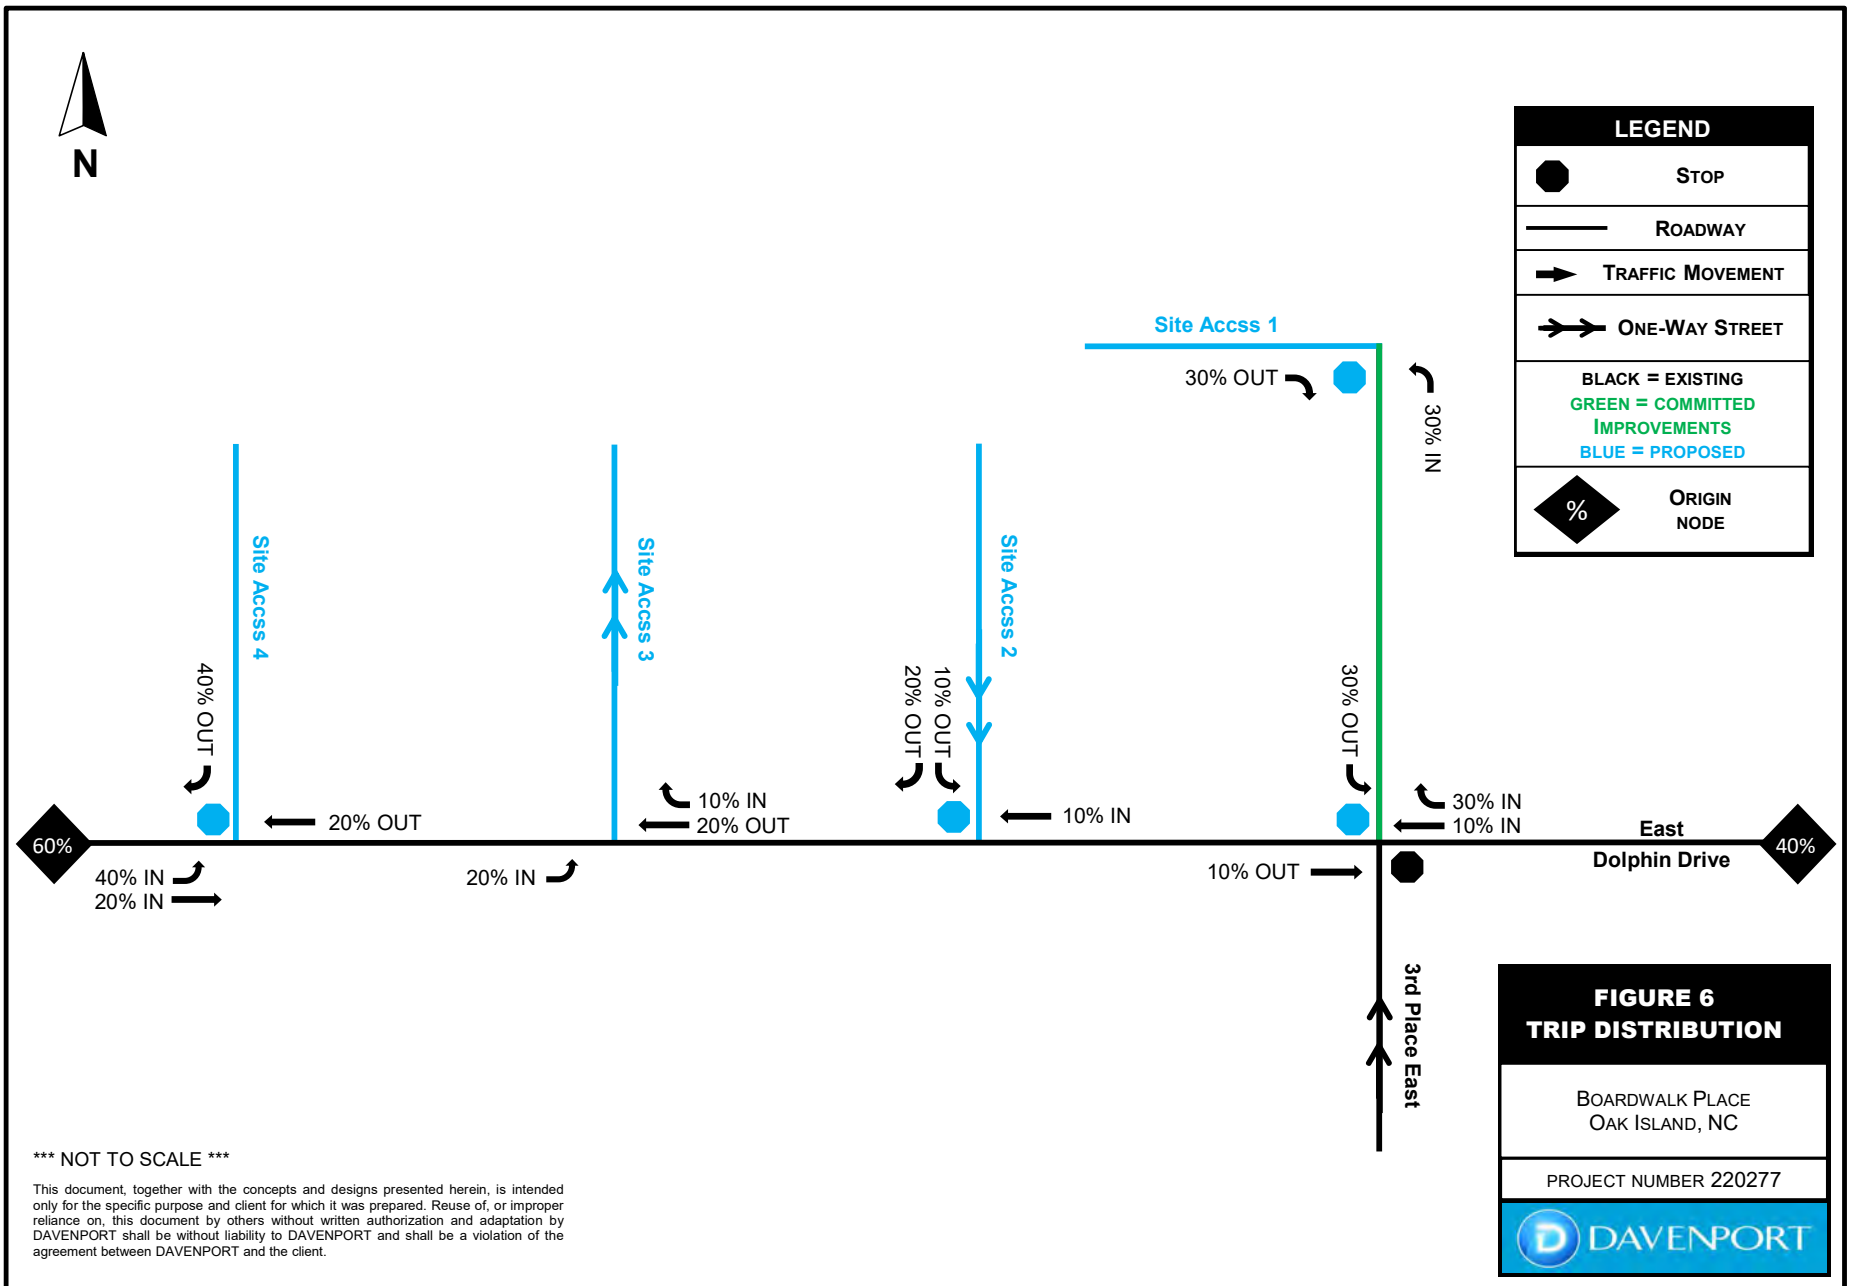 N
LEGEND
STOP
ROADWAY
TRAFFIC MOVEMENT
ONE-WAY STREET
BLACK = EXISTING
GREEN = COMMITTED
IMPROVEMENTS
BLUE = PROPOSED
%
ORIGIN
NODE
Site Accss 1
30% OUT
30% IN
Site Accss 4
Site Accss 3
Site Accss 2
40% OUT
20% OUT
10% OUT
30% OUT
20% OUT
10% IN
20% OUT
10% IN
30% IN
10% IN
60%
40%
East
Dolphin Drive
40% IN
20% IN
20% IN
10% OUT
3rd Place East
FIGURE 6
TRIP DISTRIBUTION
BOARDWALK PLACE
OAK ISLAND, NC
PROJECT NUMBER 220277
D DAVENPORT
*** NOT TO SCALE ***
This document, together with the concepts and designs presented herein, is intended
only for the specific purpose and client for which it was prepared. Reuse of, or improper
reliance on, this document by others without written authorization and adaptation by
DAVENPORT shall be without liability to DAVENPORT and shall be a violation of the
agreement between DAVENPORT and the client.